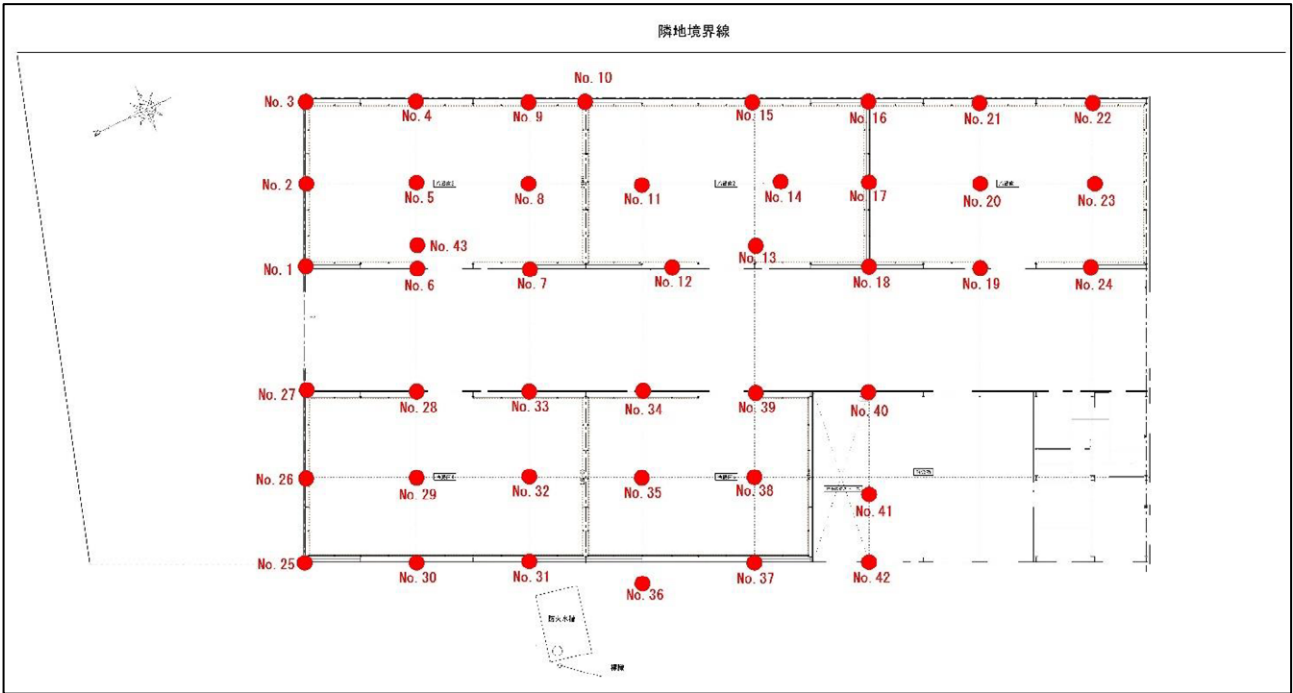 隣地境界線
No. 10
No. 3
No. 4
No. 9
No. 15
No. 16
No. 21
No. 22
No. 2
No. 5
No. 8
No. 11
No. 14
No. 17
No. 20
No. 23
No. 43
No. 13
No. 1
No. 6
No. 7
No. 12
No. 18
No. 19
No. 24
No. 27
No. 28
No. 33
No. 34
No. 39
No. 40
No. 26
No. 29
No. 32
No. 35
No. 38
No. 41
No. 25
No. 30
No. 31
No. 36
No. 37
No. 42
防火水槽